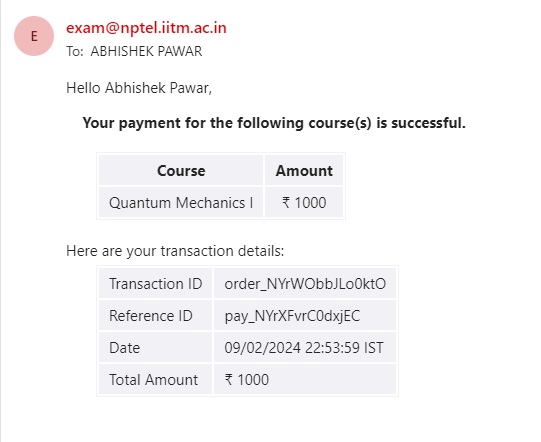 E
exam@nptel.iitm.ac.in
To: ABHISHEK PAWAR
Hello Abhishek Pawar,
Your payment for the following course(s) is successful.
Course Amount
Quantum Mechanics I ₹ 1000
Here are your transaction details:
Transaction ID order_NYrWObbJLo0ktO
Reference ID pay_NYrXFvrC0dxjEC
Date 09/02/2024 22:53:59 IST
Total Amount ₹ 1000